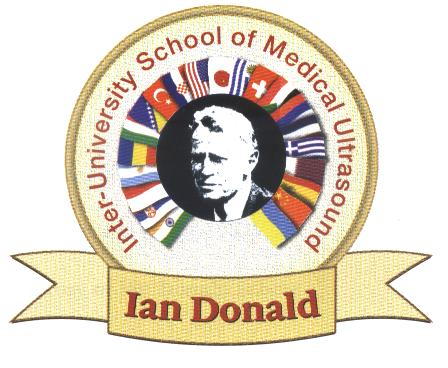 Inter-University School of Medical Ultrasound
Ian Donald